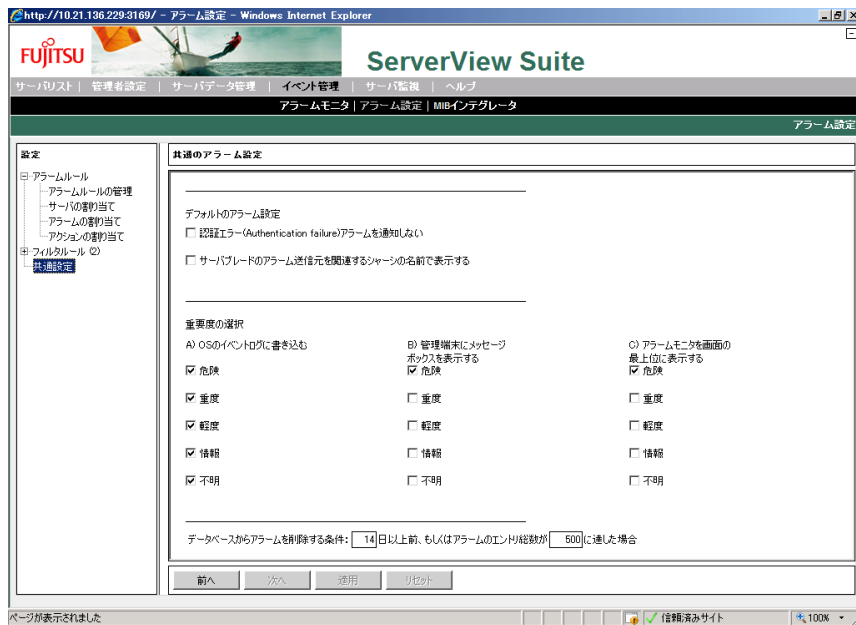 http://10.21.136.229:3169/ - アラーム設定 - Windows Internet Explorer
FUJITSU
ServerView Suite
サーバリスト | 管理者設定 | サーバデータ管理 | イベント管理 | サーバ監視 | ヘルプ
アラームモニタ | アラーム設定 | MIBインテグレータ
アラーム設定
設定
アラームルール
アラームルールの管理
サーバの割り当て
アラームの割り当て
アクションの割り当て
フィルタルール (2)
共通設定
共通のアラーム設定
デフォルトのアラーム設定
認証エラー(Authentication failure)アラームを通知しない
サーバブレードのアラーム送信元を関連するシャーシの名前で表示する
重要度の選択
A) OSのイベントログに書き込む
危険
重度
軽度
情報
不明
B) 管理端末にメッセージ
ボックスを表示する
危険
重度
軽度
情報
不明
C) アラームモニタを画面の
最上位に表示する
危険
重度
軽度
情報
不明
データベースからアラームを削除する条件: 14 日以上前、もしくはアラームのエントリ総数が 500 に達した場合
前へ 次へ 適用 リセット
ページが表示されました 信頼済みサイト 100%